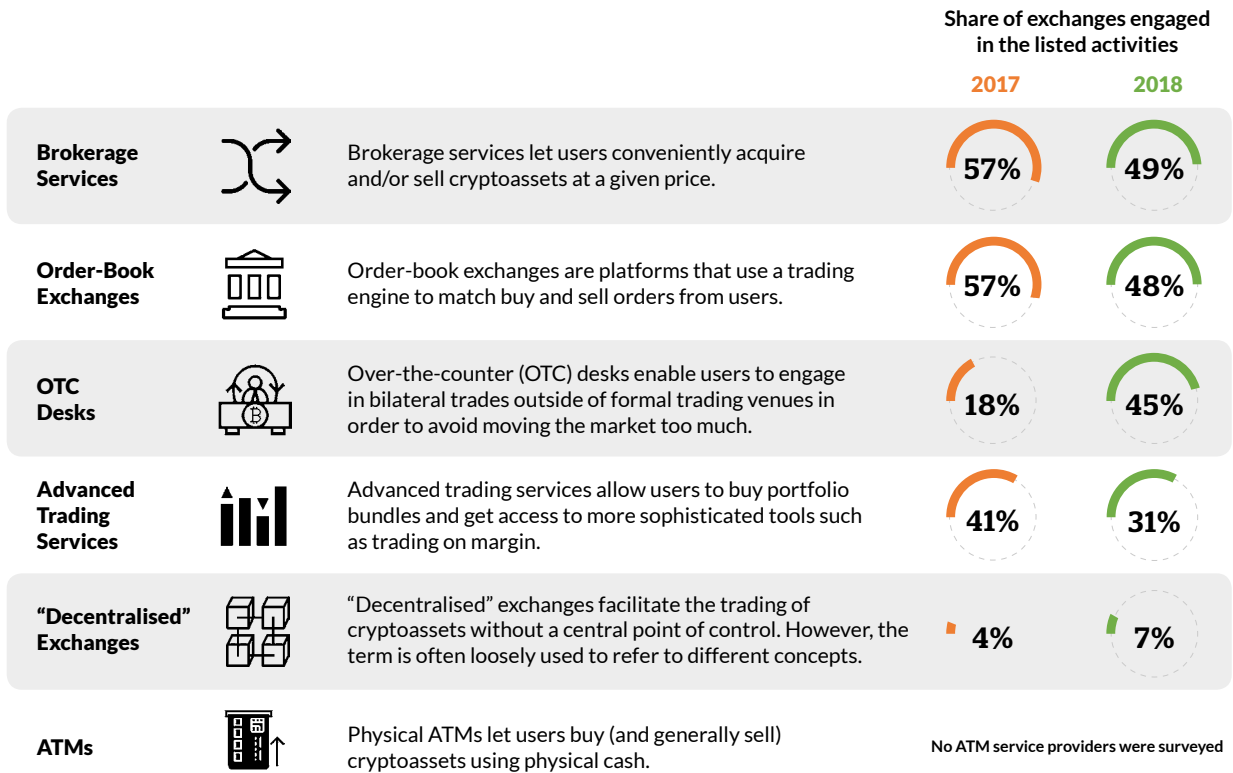 Share of exchanges engaged
in the listed activities
2017
2018
Brokerage
Services
Brokerage services let users conveniently acquire
and/or sell cryptoassets at a given price.
57%
49%
Order-Book
Exchanges
Order-book exchanges are platforms that use a trading
engine to match buy and sell orders from users.
57%
48%
OTC
Desks
Over-the-counter (OTC) desks enable users to engage
in bilateral trades outside of formal trading venues in
order to avoid moving the market too much.
18%
45%
Advanced
Trading
Services
Advanced trading services allow users to buy portfolio
bundles and get access to more sophisticated tools such
as trading on margin.
41%
31%
“Decentralised”
Exchanges
“Decentralised” exchanges facilitate the trading of
cryptoassets without a central point of control. However, the
term is often loosely used to refer to different concepts.
4%
7%
ATMs
Physical ATMs let users buy (and generally sell)
cryptoassets using physical cash.
No ATM service providers were surveyed